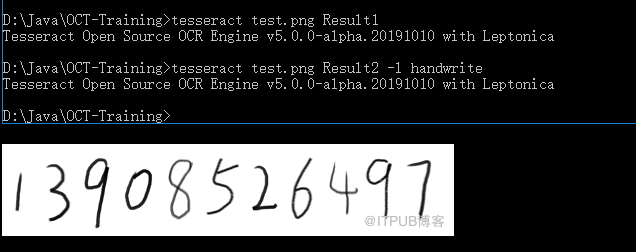 D:\Java\OCT-Training>tesseract test.png Result1
Tesseract Open Source OCR Engine v5.0.0-alpha.20191010 with Leptonica
D:\Java\OCT-Training>tesseract test.png Result2 -l handwrite
Tesseract Open Source OCR Engine v5.0.0-alpha.20191010 with Leptonica
D:\Java\OCT-Training>
13908526497
@ITPUB博客